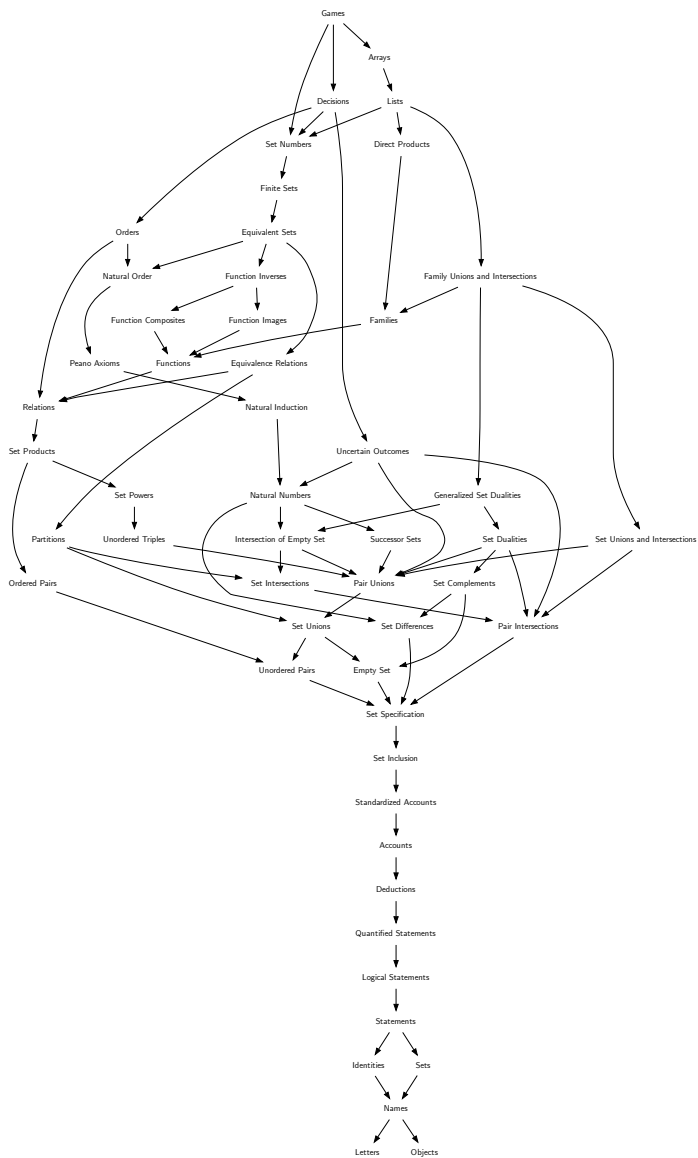 Games
Arrays
Decisions
Lists
Set Numbers
Direct Products
Finite Sets
Orders
Equivalent Sets
Natural Order
Function Inverses
Family Unions and Intersections
Function Composites
Function Images
Families
Peano Axioms
Functions
Equivalence Relations
Relations
Natural Induction
Set Products
Uncertain Outcomes
Set Powers
Natural Numbers
Generalized Set Dualities
Partitions
Unordered Triples
Intersection of Empty Set
Successor Sets
Set Dualities
Set Unions and Intersections
Ordered Pairs
Set Intersections
Pair Unions
Set Complements
Set Unions
Set Differences
Pair Intersections
Unordered Pairs
Empty Set
Set Specification
Set Inclusion
Standardized Accounts
Accounts
Deductions
Quantified Statements
Logical Statements
Statements
Identities
Sets
Names
Letters
Objects